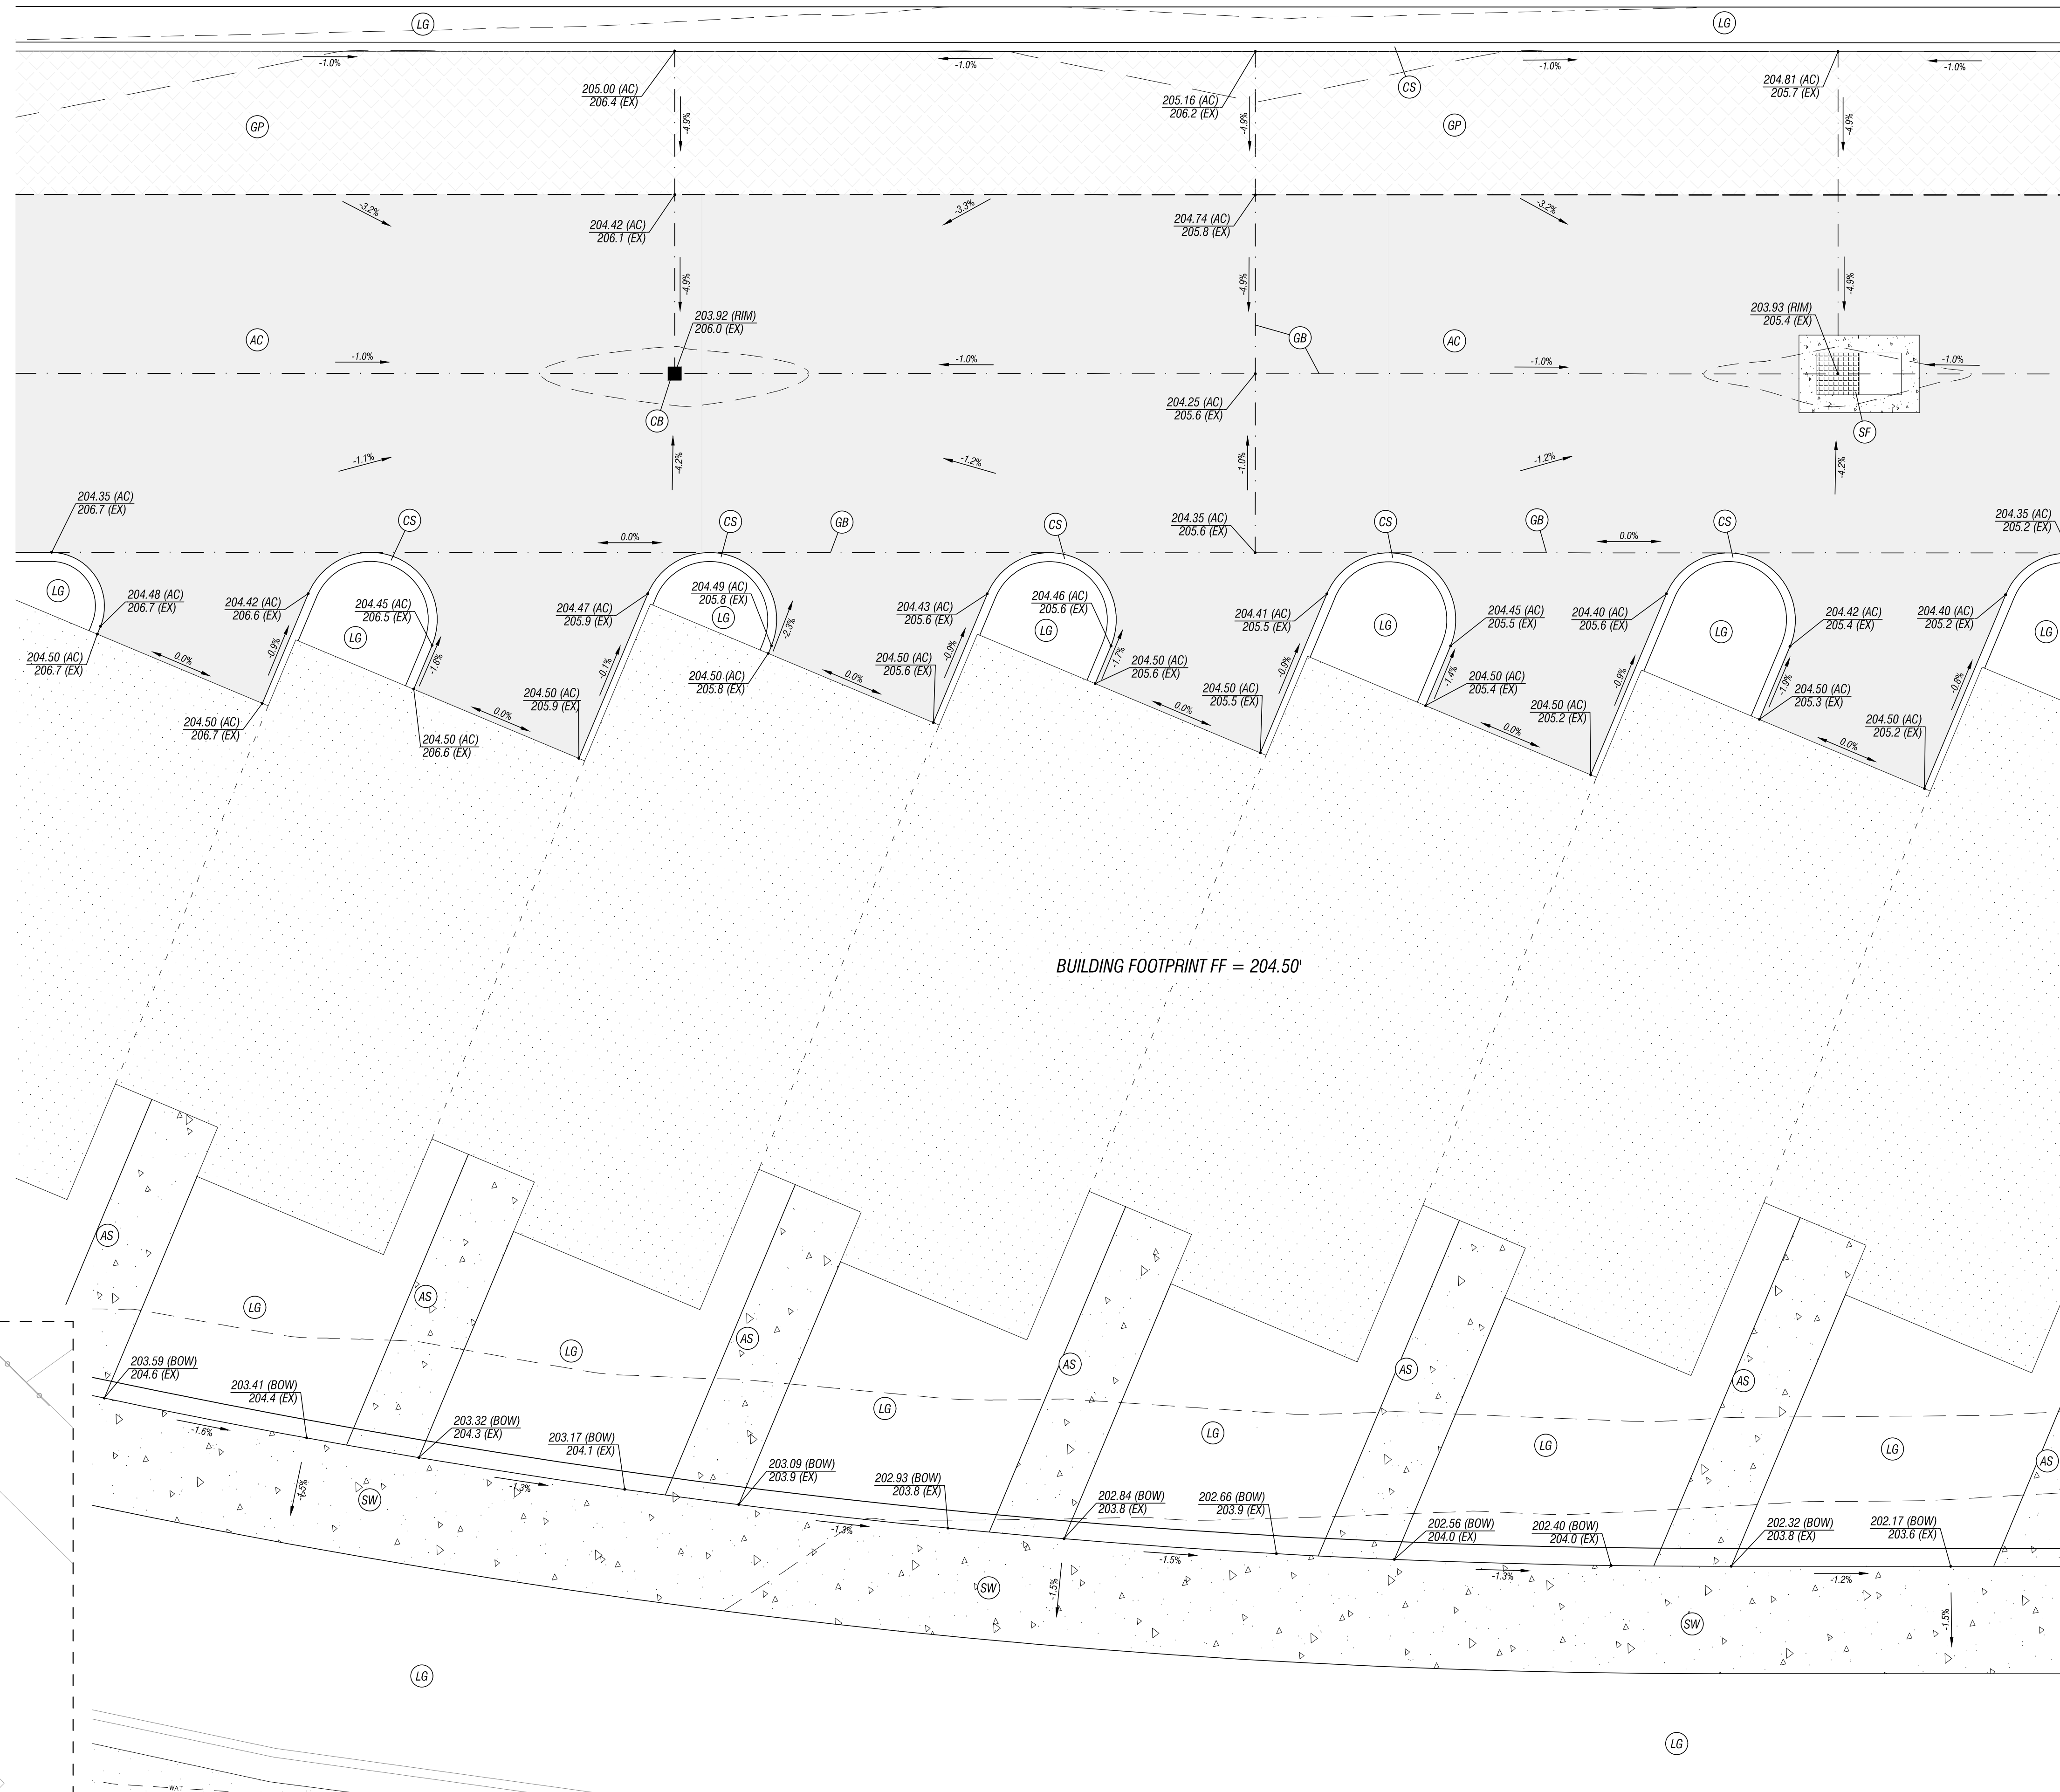 LG
LG
-1.0%
-1.0%
-1.0%
-1.0%
205.00 (AC)
206.4 (EX)
205.16 (AC)
206.2 (EX)
CS
204.81 (AC)
205.7 (EX)
-4.9%
-4.9%
-4.9%
GP
GP
-3.2%
-3.3%
-3.2%
204.42 (AC)
206.1 (EX)
204.74 (AC)
205.8 (EX)
-4.9%
-4.9%
-4.9%
203.92 (RIM)
206.0 (EX)
203.93 (RIM)
205.4 (EX)
AC
GB
AC
-1.0%
-1.0%
-1.0%
-1.0%
204.25 (AC)
205.6 (EX)
CB
SF
-1.1%
-4.2%
-1.2%
-1.0%
-1.2%
-4.2%
204.35 (AC)
206.7 (EX)
CS
CS
GB
CS
204.35 (AC)
205.6 (EX)
CS
GB
CS
204.35 (AC)
205.2 (EX)
0.0%
0.0%
LG
204.48 (AC)
206.7 (EX)
204.42 (AC)
206.6 (EX)
204.45 (AC)
206.5 (EX)
LG
204.47 (AC)
205.9 (EX)
204.49 (AC)
205.8 (EX)
LG
204.43 (AC)
205.6 (EX)
204.46 (AC)
205.6 (EX)
LG
204.41 (AC)
205.5 (EX)
LG
204.45 (AC)
205.5 (EX)
204.40 (AC)
205.6 (EX)
LG
204.42 (AC)
205.4 (EX)
204.40 (AC)
205.2 (EX)
LG
204.50 (AC)
206.7 (EX)
0.0%
-0.9%
-1.8%
-0.1%
-2.3%
0.0%
-0.9%
-1.7%
-0.9%
-1.4%
-0.9%
-1.9%
-0.8%
204.50 (AC)
206.7 (EX)
204.50 (AC)
206.6 (EX)
0.0%
204.50 (AC)
205.9 (EX)
204.50 (AC)
205.8 (EX)
204.50 (AC)
205.6 (EX)
204.50 (AC)
205.6 (EX)
0.0%
204.50 (AC)
205.5 (EX)
204.50 (AC)
205.4 (EX)
0.0%
204.50 (AC)
205.2 (EX)
204.50 (AC)
205.3 (EX)
0.0%
204.50 (AC)
205.2 (EX)
BUILDING FOOTPRINT FF = 204.50'
AS
AS
AS
AS
AS
AS
AS
LG
LG
LG
LG
LG
LG
203.59 (BOW)
204.6 (EX)
203.41 (BOW)
204.4 (EX)
203.32 (BOW)
204.3 (EX)
203.17 (BOW)
204.1 (EX)
203.09 (BOW)
203.9 (EX)
202.93 (BOW)
203.8 (EX)
202.84 (BOW)
203.8 (EX)
202.66 (BOW)
203.9 (EX)
202.56 (BOW)
204.0 (EX)
202.40 (BOW)
204.0 (EX)
202.32 (BOW)
203.8 (EX)
202.17 (BOW)
203.6 (EX)
-1.6%
-1.5%
SW
-1.3%
-1.3%
-1.5%
-1.5%
SW
-1.3%
-1.2%
-1.5%
SW
LG
LG
WAT